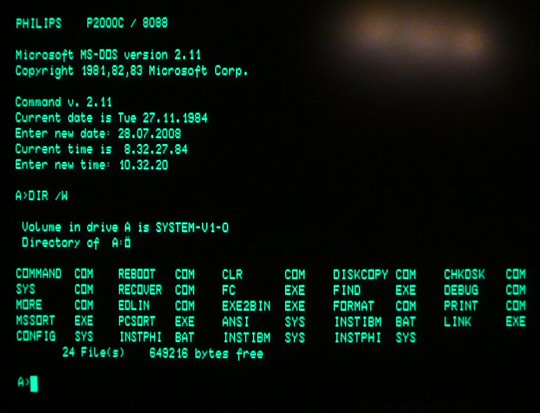 PHILIPS P2000C / 8088
Microsoft MS-DOS version 2.11
Copyright 1981,82,83 Microsoft Corp.
Command v. 2.11
Current date is Tue 27.11.1984
Enter new date: 28.07.2008
Current time is 8.32.27.84
Enter new time: 10.32.20
A>DIR /W
Volume in drive A is SYSTEM-V1-0
Directory of A:Ö
COMMAND COM REBOOT COM CLR COM DISKCOPY COM CHKDSK COM
SYS COM RECOVER COM FC EXE FIND EXE DEBUG COM
MORE COM EDLIN COM EXE2BIN EXE FORMAT COM PRINT COM
MSSORT EXE PCSORT EXE ANSI SYS INSTIBM BAT LINK EXE
CONFIG SYS INSTPHI BAT INSTIBM SYS INSTPHI SYS
24 File(s) 649216 bytes free
A>